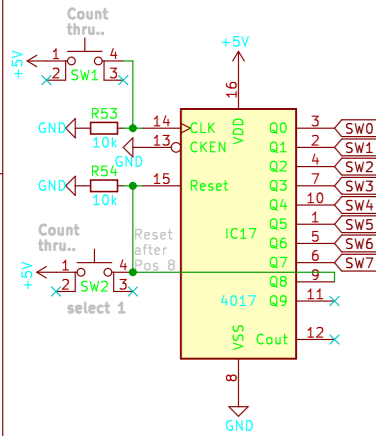 Count
thru..
+5V
1
4
2
3
SW1
+5V
16
R53
GND
10k
14
CLK
VDD
Q0
3
SW0
GND
13
CKEN
Q1
2
SW1
Q2
4
SW2
R54
GND
10k
15
Reset
Q3
7
SW3
Q4
10
SW4
Q5
1
SW5
Count
thru..
Reset
after
Pos 8
IC17
Q6
5
SW6
Q7
6
SW7
+5V
1
4
2
3
SW2
select 1
Q8
9
4017
Q9
11
VSS
Cout
12
8
GND